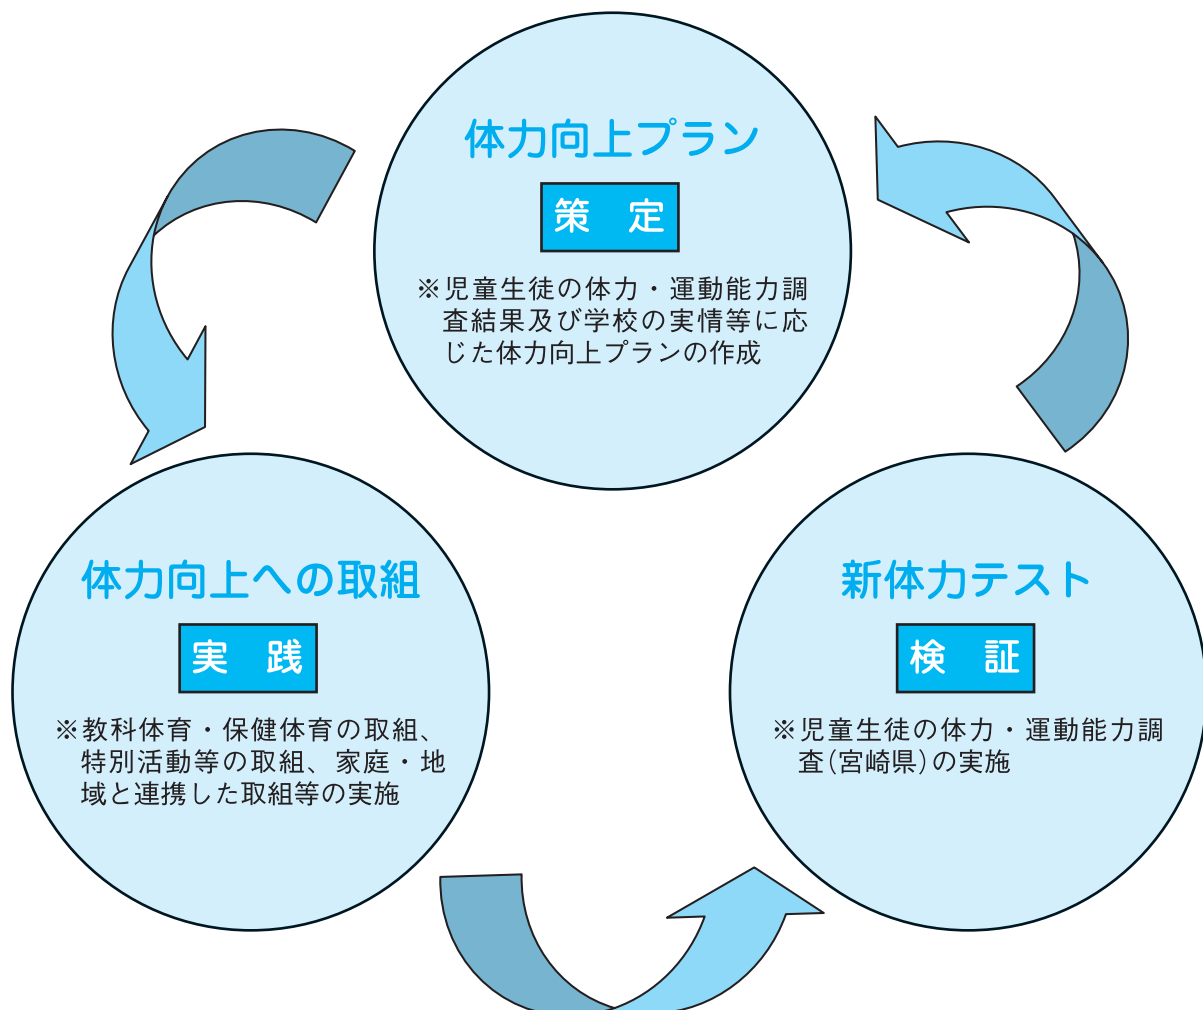 体力向上プラン
策　定
※児童生徒の体力・運動能力調
査結果及び学校の実情等に応
じた体力向上プランの作成
体力向上への取組
実　践
※教科体育・保健体育の取組、
特別活動等の取組、家庭・地
域と連携した取組等の実施
新体力テスト
検　証
※児童生徒の体力・運動能力調
査(宮崎県)の実施